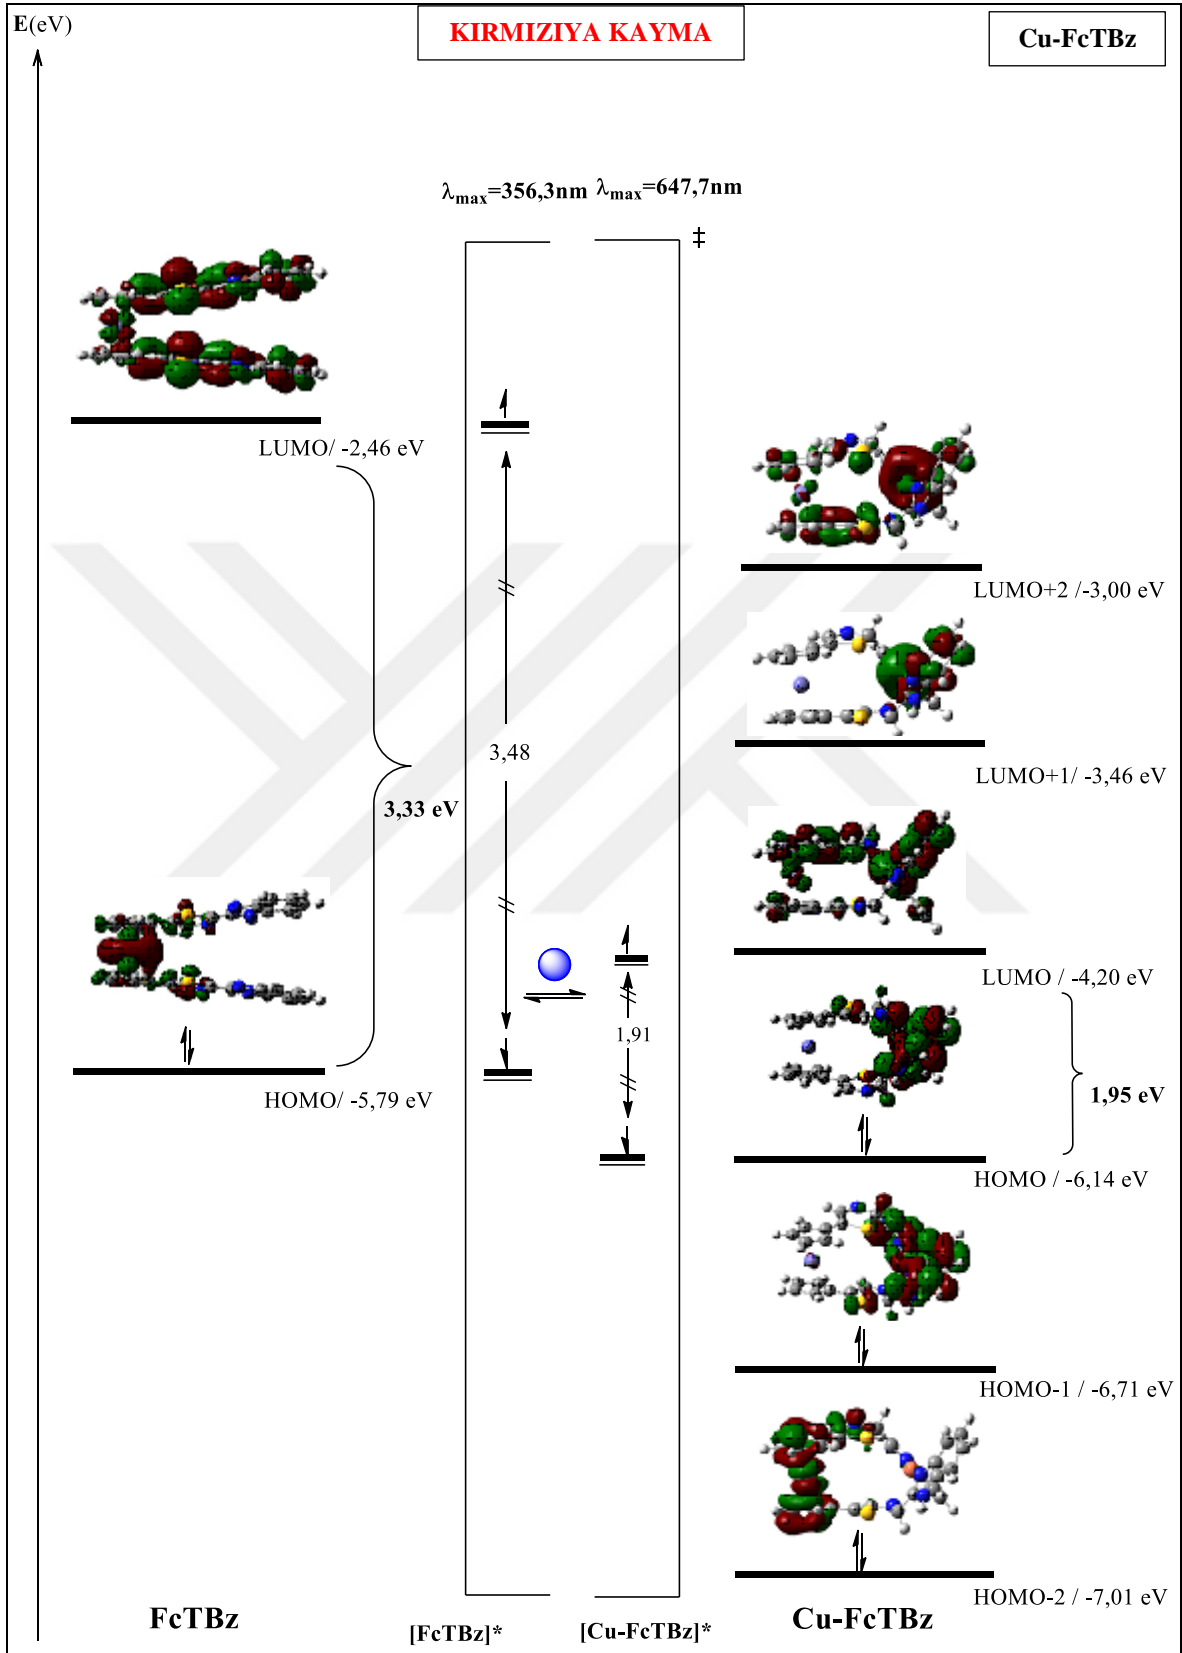 E(eV)
KIRMIZIYA KAYMA
Cu-FcTBz
λmax=356,3nm λmax=647,7nm
‡
LUMO/ -2,46 eV
LUMO+2 /-3,00 eV
3,48
LUMO+1/ -3,46 eV
3,33 eV
LUMO / -4,20 eV
1,91
1,95 eV
HOMO/ -5,79 eV
HOMO / -6,14 eV
HOMO-1 / -6,71 eV
HOMO-2 / -7,01 eV
FcTBz
[FcTBz]*
[Cu-FcTBz]*
Cu-FcTBz